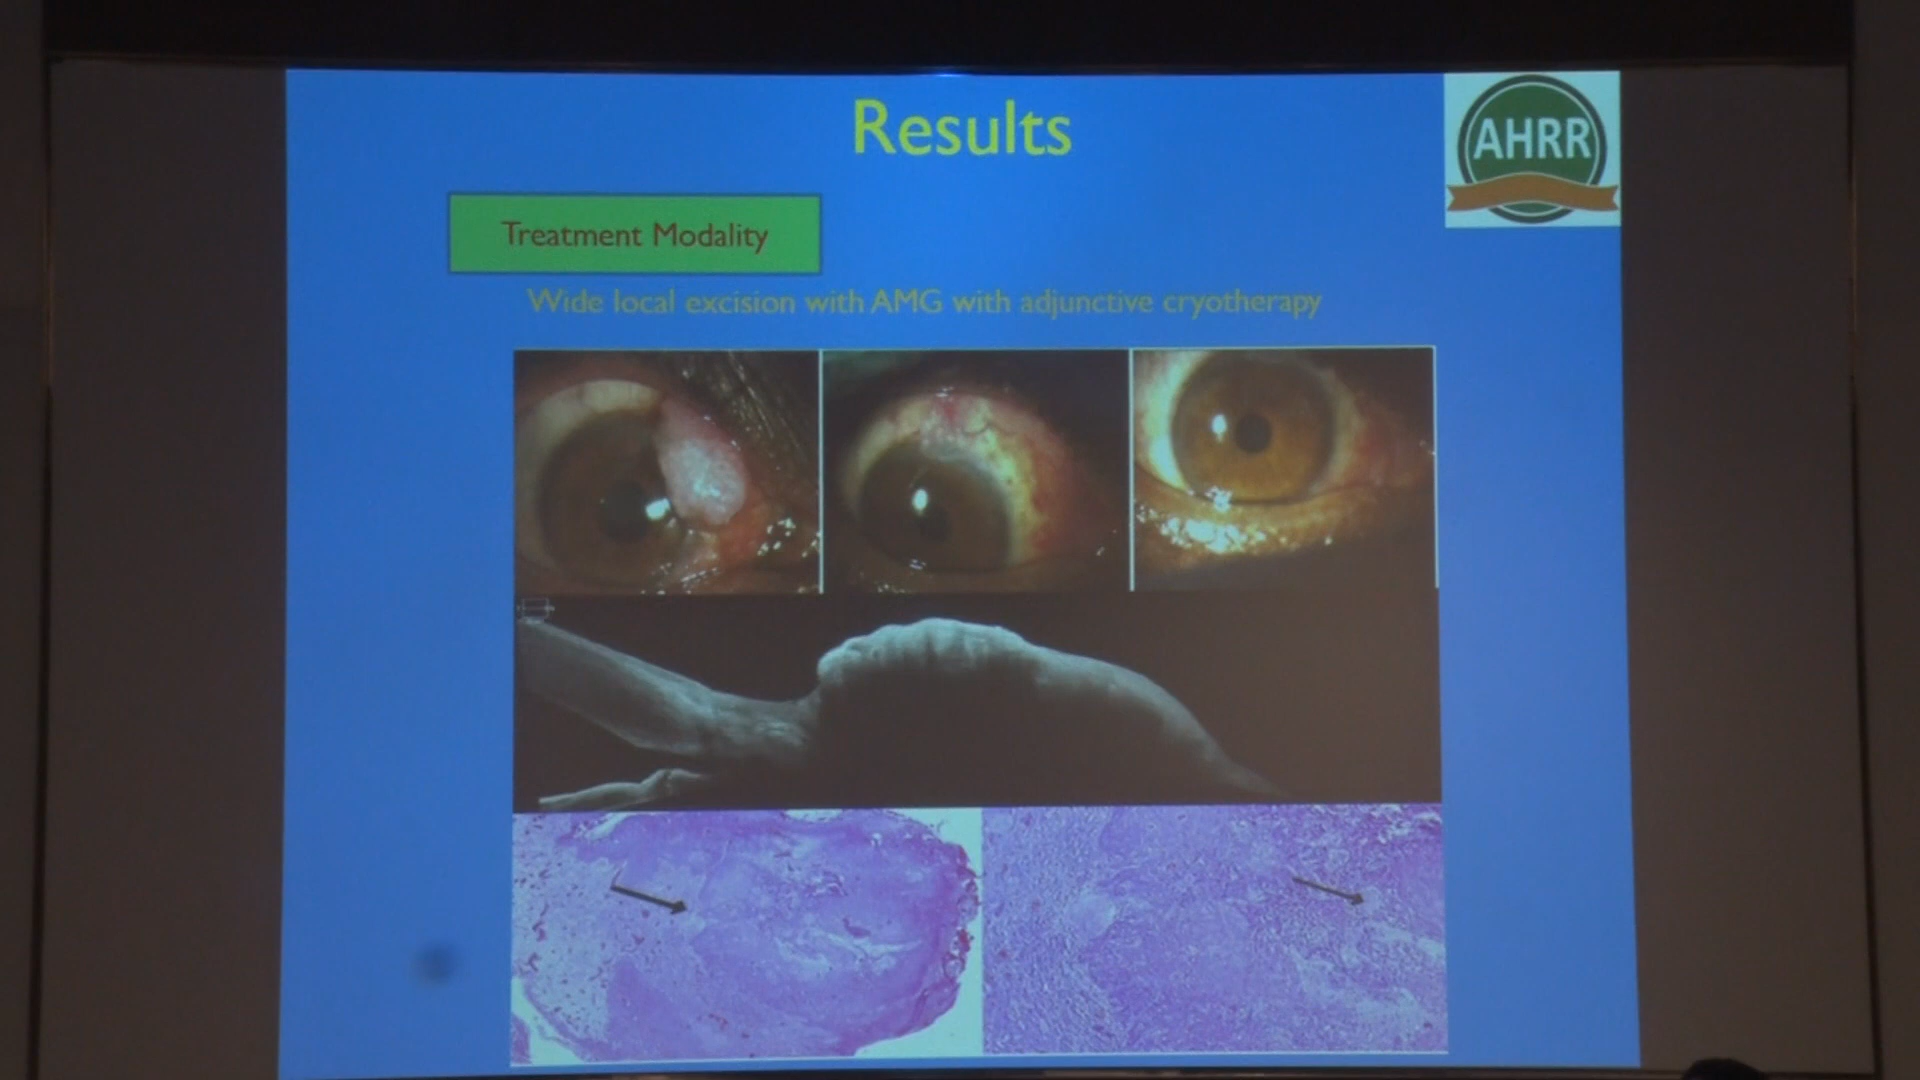 Results
AHRR
Treatment Modality
Wide local excision with AMG with adjunctive cryotherapy